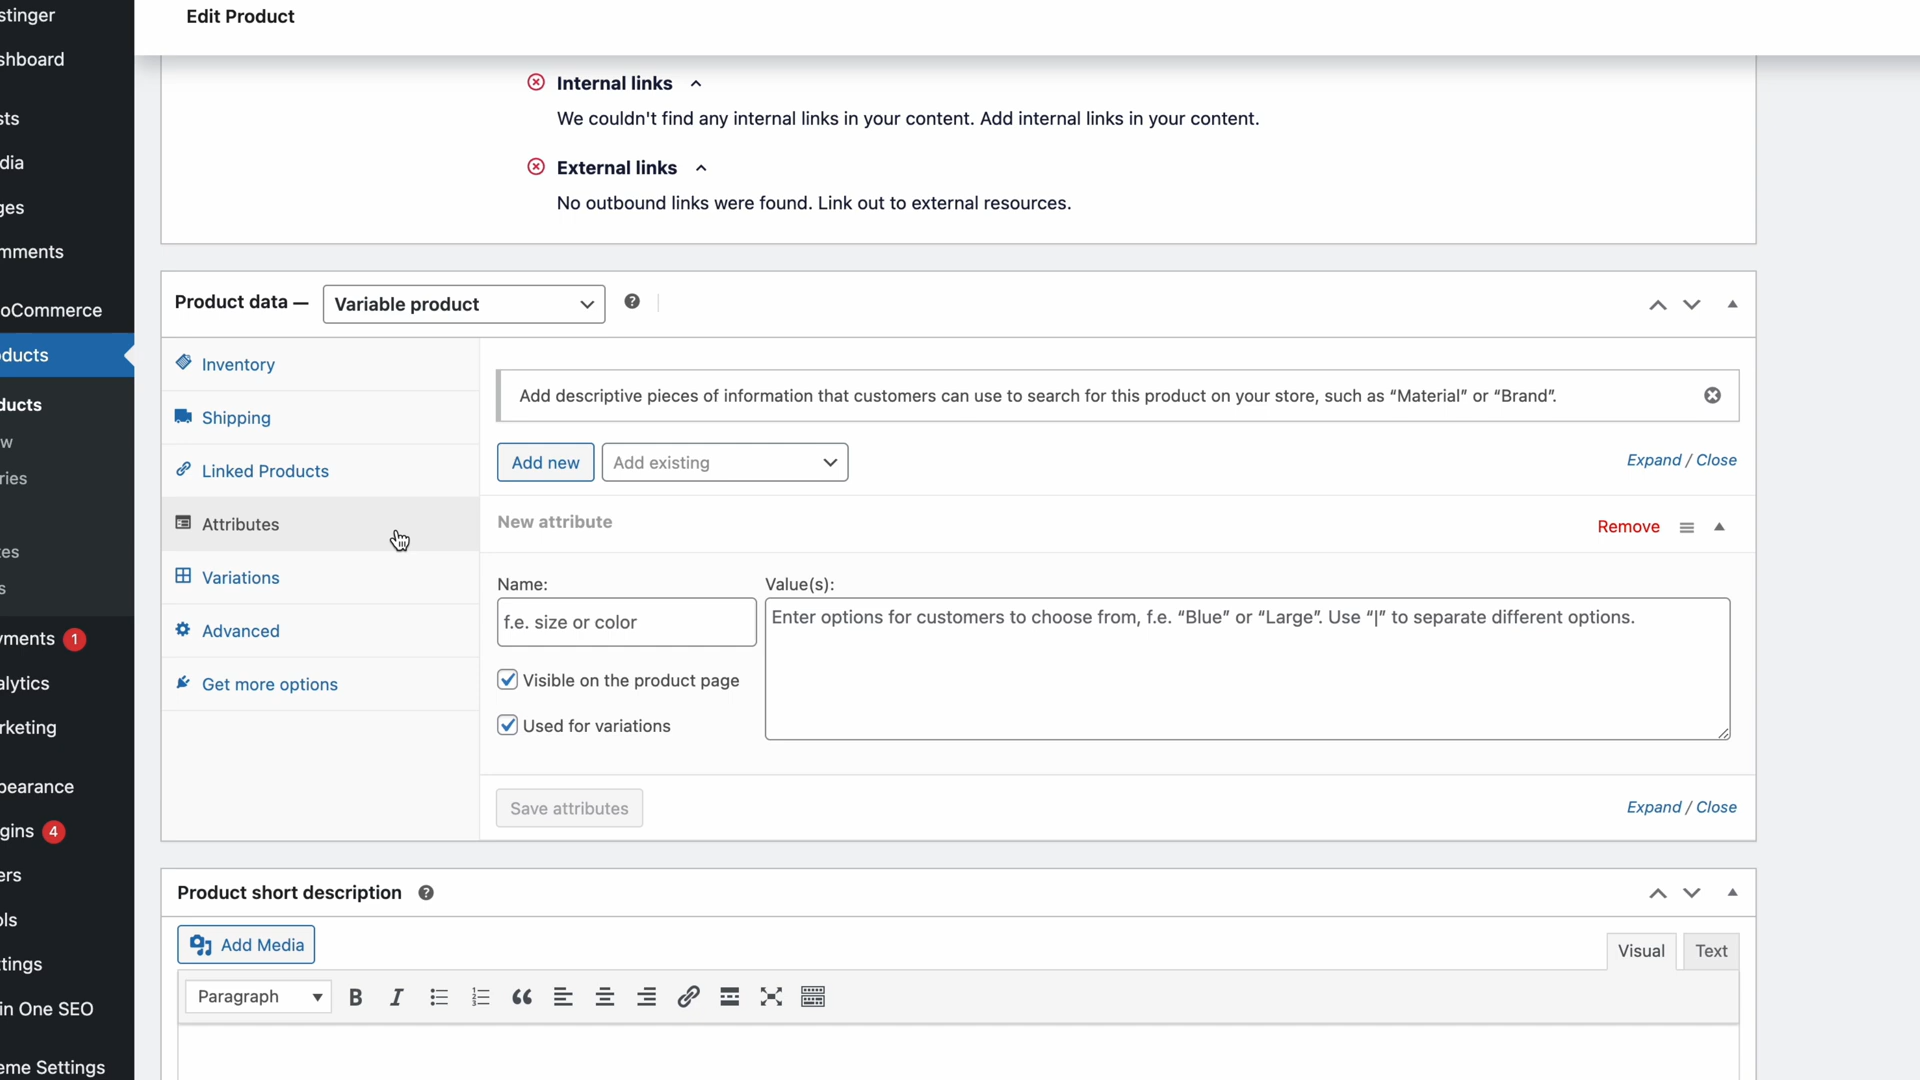 stinger
Edit Product
shboard
Internal links
We couldn't find any internal links in your content. Add internal links in your content.
sts
External links
dia
No outbound links were found. Link out to external resources.
ges
mments
Product data — Variable product
oCommerce
ducts
Inventory
Add descriptive pieces of information that customers can use to search for this product on your store, such as “Material” or “Brand”.
ducts
Shipping
w
Add new Add existing Expand / Close
Linked Products
ries
Attributes
New attribute Remove
tes
Variations
Name: Value(s):
s
f.e. size or color Enter options for customers to choose from, f.e. “Blue” or “Large”. Use “|” to separate different options.
Advanced
yments 1
Get more options
Visible on the product page
alytics
Used for variations
rketing
pearance
Save attributes Expand / Close
gins 4
ers
Product short description
ols
Add Media Visual Text
tings
Paragraph
in One SEO
eme Settings